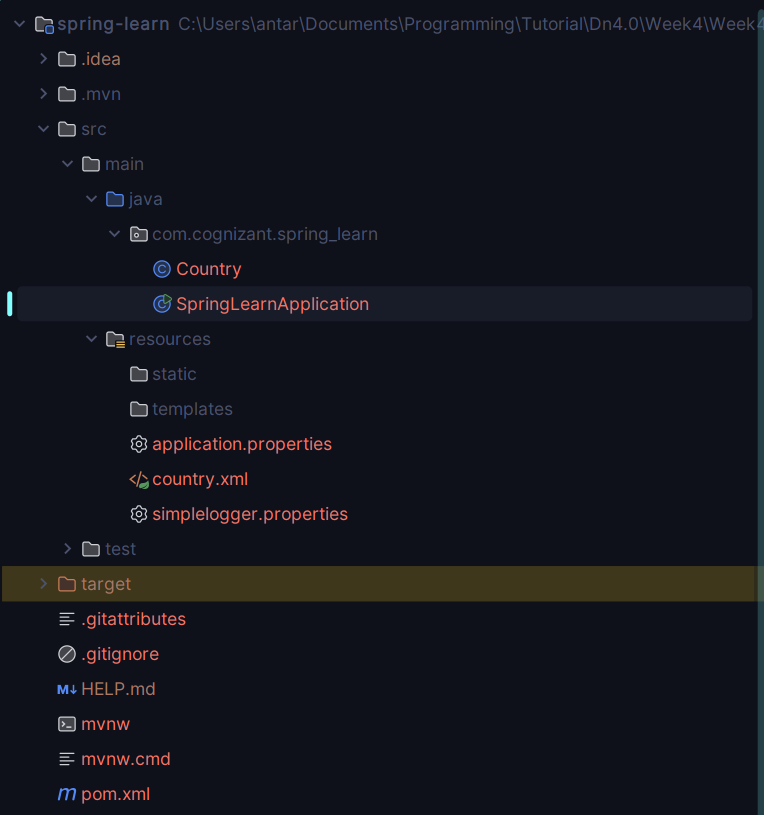 spring-learn C:\Users\antar\Documents\Programming\Tutorial\Dn4.0\Week4\Week4
.idea
.mvn
src
main
java
com.cognizant.spring_learn
C Country
C SpringLearnApplication
resources
static
templates
application.properties
</> country.xml
simplelogger.properties
test
target
.gitattributes
.gitignore
M↓ HELP.md
mvnw
mvnw.cmd
m pom.xml